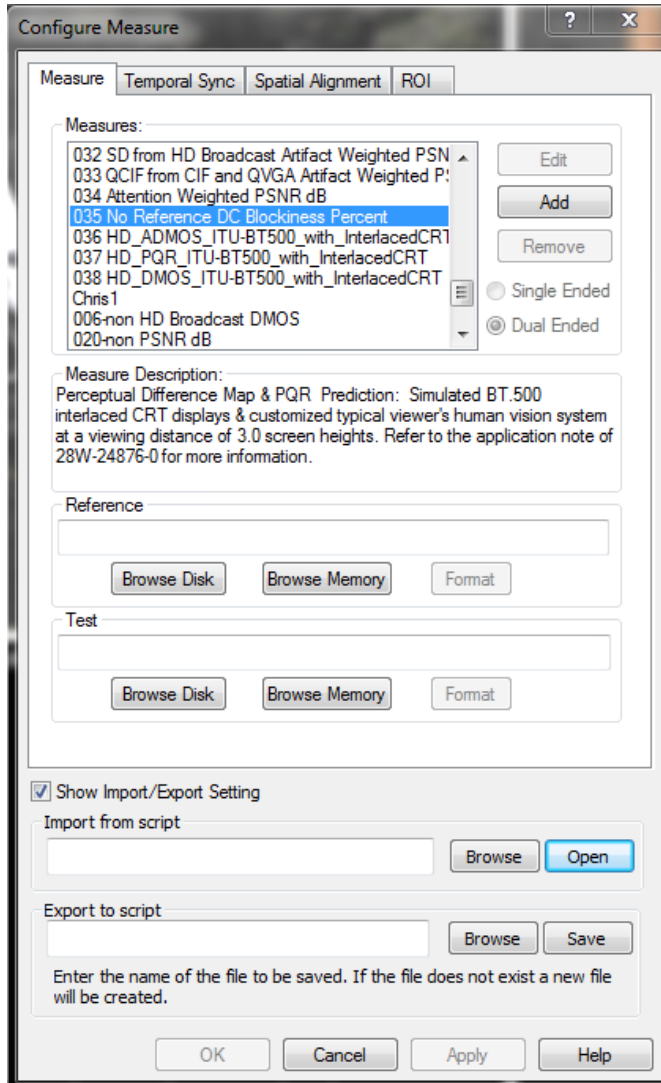 Configure Measure
?
X
Measure
Temporal Sync
Spatial Alignment
ROI
Measures:
032 SD from HD Broadcast Artifact Weighted PSN
033 QCIF from CIF and QVGA Artifact Weighted P
034 Attention Weighted PSNR dB
035 No Reference DC Blockiness Percent
036 HD_ADMOS_ITU-BT500_with_InterlacedCRT
037 HD_PQR_ITU-BT500_with_InterlacedCRT
038 HD_DMOS_ITU-BT500_with_InterlacedCRT
Chris1
006-non HD Broadcast DMOS
020-non PSNR dB
Edit
Add
Remove
Single Ended
Dual Ended
Measure Description:
Perceptual Difference Map & PQR Prediction: Simulated BT.500
interlaced CRT displays & customized typical viewer's human vision system
at a viewing distance of 3.0 screen heights. Refer to the application note of
28W-24876-0 for more information.
Reference
Browse Disk
Browse Memory
Format
Test
Browse Disk
Browse Memory
Format
Show Import/Export Setting
Import from script
Browse
Open
Export to script
Browse
Save
Enter the name of the file to be saved. If the file does not exist a new file
will be created.
OK
Cancel
Apply
Help